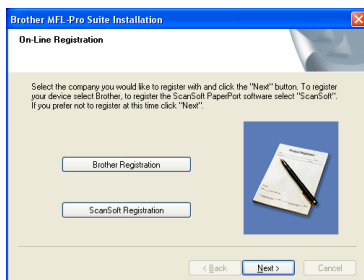 Brother MFL-Pro Suite Installation
On-Line Registration
Select the company you would like to register with and click the "Next" button. To register
your device select Brother, to register the ScanSoft PaperPort software select "ScanSoft".
If you prefer not to register at this time click "Next".
Brother Registration
ScanSoft Registration
< Back
Next >
Cancel